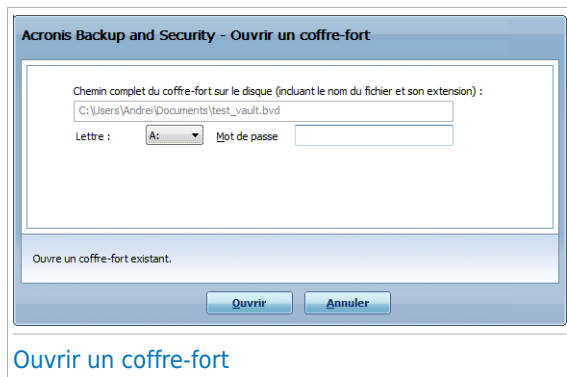 Acronis Backup and Security - Ouvrir un coffre-fort
Chemin complet du coffre-fort sur le disque (incluant le nom du fichier et son extension) :
C:\Users\Andrei\Documents\test_vault.bvd
Lettre : A: Mot de passe
Ouvre un coffre-fort existant.
Ouvrir Annuler
Ouvrir un coffre-fort